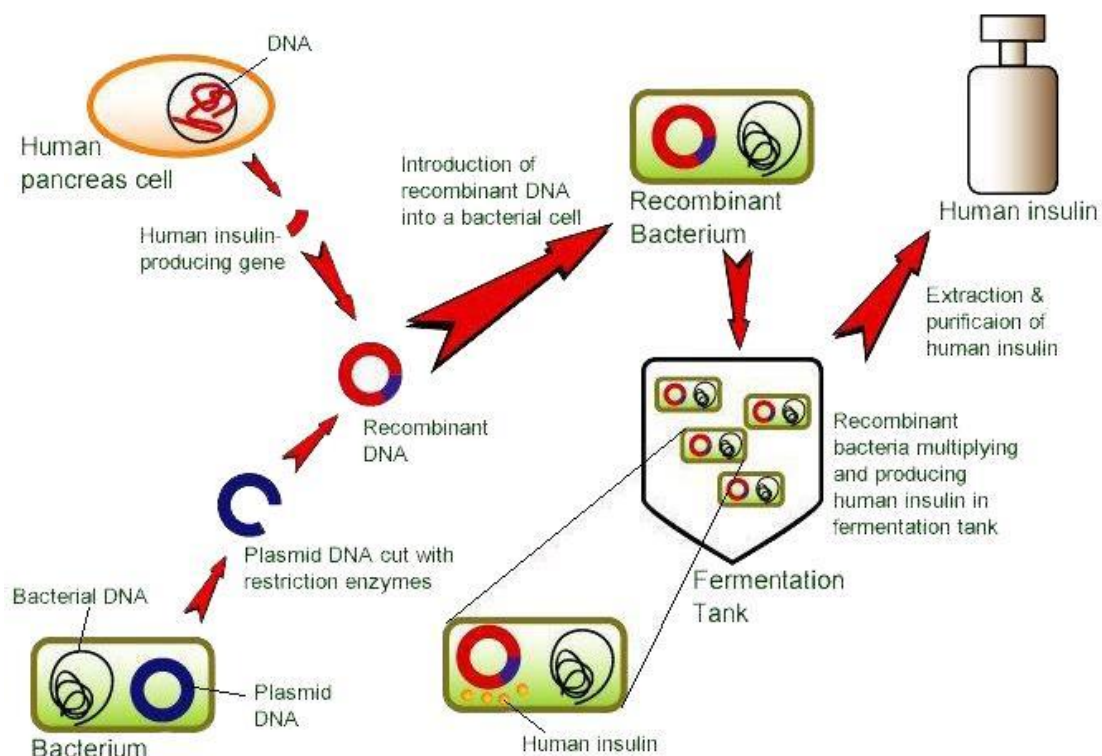 DNA
Human
pancreas cell
Human insulin-
producing gene
Introduction of
recombinant DNA
into a bacterial cell
Recombinant
Bacterium
Human insulin
Extraction &
purificaion of
human insulin
Recombinant
DNA
Plasmid DNA cut with
restriction enzymes
Recombinant
bacteria multiplying
and producing
human insulin in
fermentation tank
Fermentation
Tank
Bacterial DNA
Plasmid
DNA
Bacterium
Human insulin